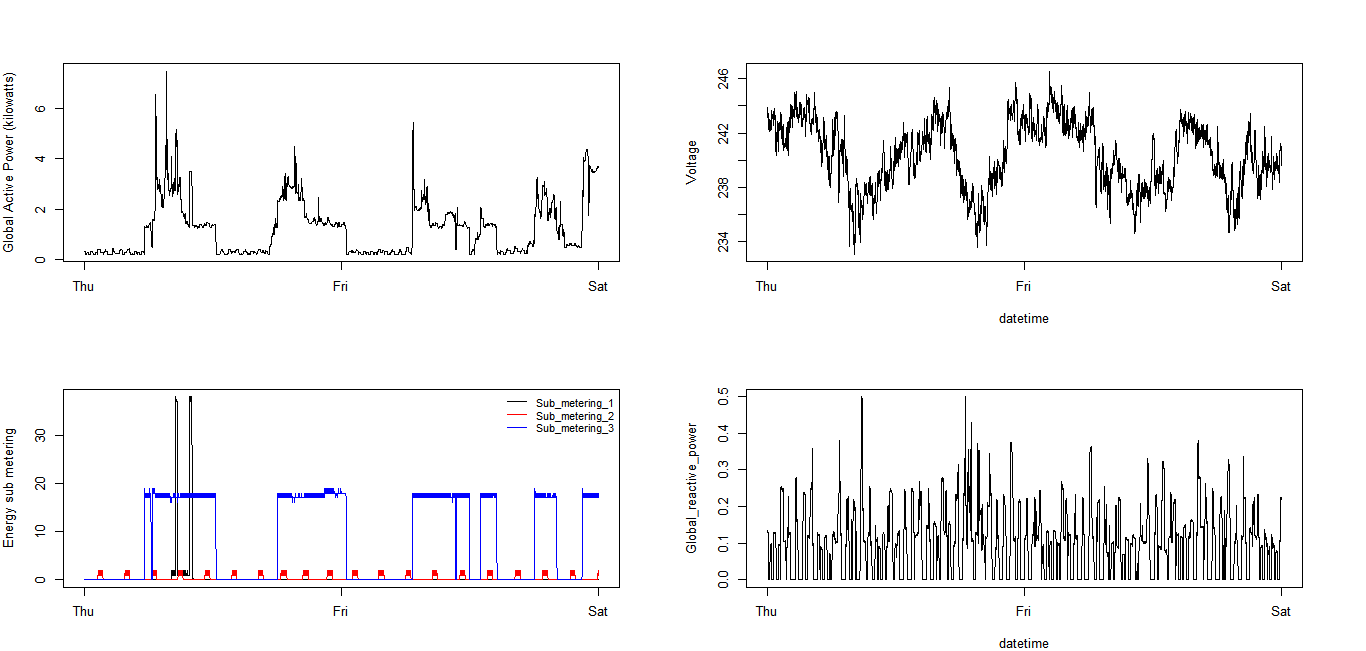 Global Active Power (kilowatts)
0 2 4 6
Thu Fri Sat
Voltage
234 238 242 246
Thu Fri Sat
datetime
Energy sub metering
0 10 20 30
Sub_metering_1
Sub_metering_2
Sub_metering_3
Thu Fri Sat
Global_reactive_power
0.0 0.1 0.2 0.3 0.4 0.5
Thu Fri Sat
datetime